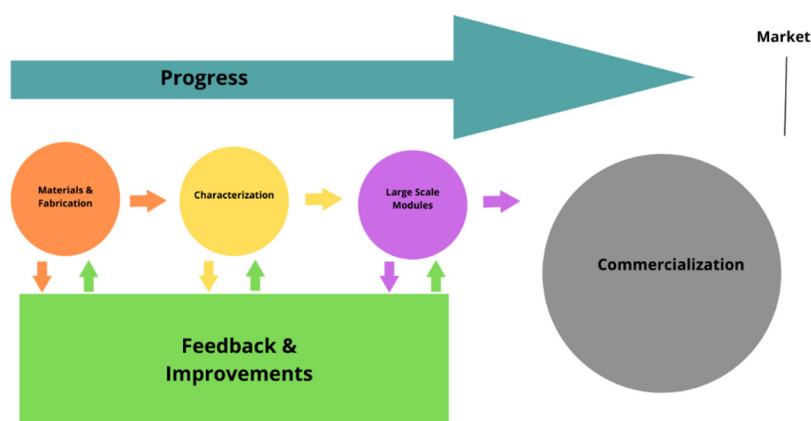 Market
Progress
Materials &
Fabrication
Characterization
Large Scale
Modules
Commercialization
Feedback &
Improvements